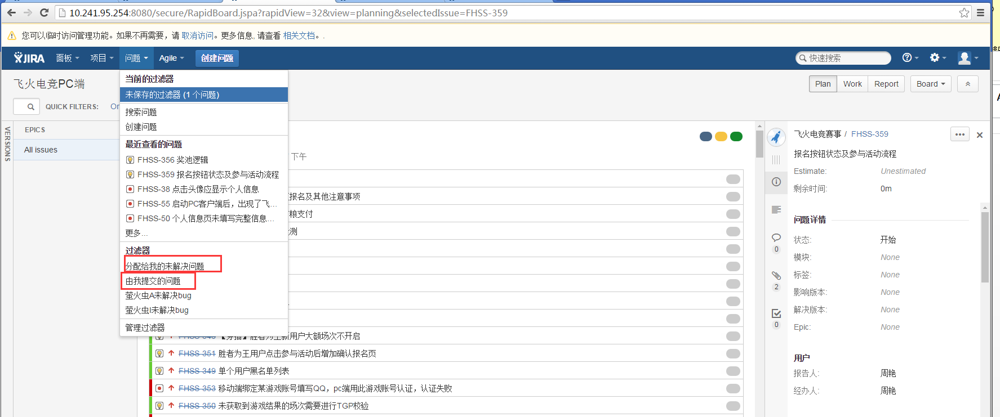 10.241.95.254:8080/secure/RapidBoard.jspa?rapidView=32&view=planning&selectedIssue=FHSS-359
您可以临时访问管理功能。如果不再需要，请 取消访问。更多信息, 请查看 相关文档。.
JIRA 面板 项目 问题 Agile 创建问题 快速搜索
飞火电竞PC端
Plan Work Report Board
QUICK FILTERS:
VERSIONS
EPICS
All issues
当前的过滤器
未保存的过滤器 (1 个问题)
搜索问题
创建问题
最近查看的问题
FHSS-356 奖池逻辑
FHSS-359 报名按钮状态及参与活动流程
FHSS-38 点击头像应显示个人信息
FHSS-55 启动PC客户端后，出现了飞...
FHSS-50 个人信息页未填写完整信息...
更多...
过滤器
分配给我的未解决问题
由我提交的问题
萤火虫A未解决bug
萤火虫I未解决bug
管理过滤器
下午
报名及其他注意事项
粮支付
测
胜者为王新用户大额场次不开启
FHSS-351 胜者为王用户点击参与活动后增加确认报名页
FHSS-349 单个用户黑名单列表
FHSS-353 移动端绑定某游戏账号填写QQ，pc端用此游戏账号认证，认证失败
FHSS-350 未获取到游戏结果的场次需要进行TGP校验
飞火电竞赛事 / FHSS-359
报名按钮状态及参与活动流程
Estimate: Unestimated
剩余时间: 0m
问题详情
状态: 开始
模块: None
标签: None
影响版本: None
解决版本: None
Epic: None
用户
报告人: 周艳
经办人: 周艳
0
2
0